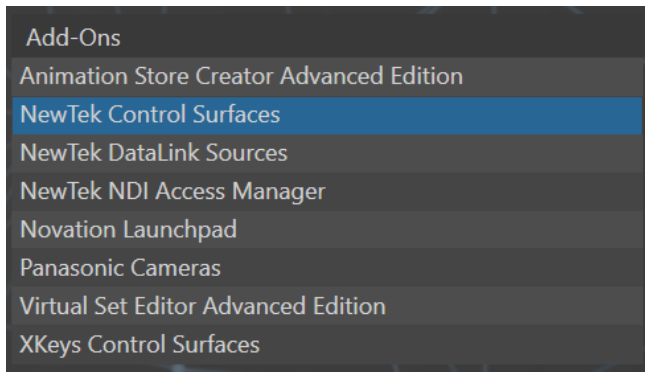 Add-Ons
Animation Store Creator Advanced Edition
NewTek Control Surfaces
NewTek DataLink Sources
NewTek NDI Access Manager
Novation Launchpad
Panasonic Cameras
Virtual Set Editor Advanced Edition
XKeys Control Surfaces